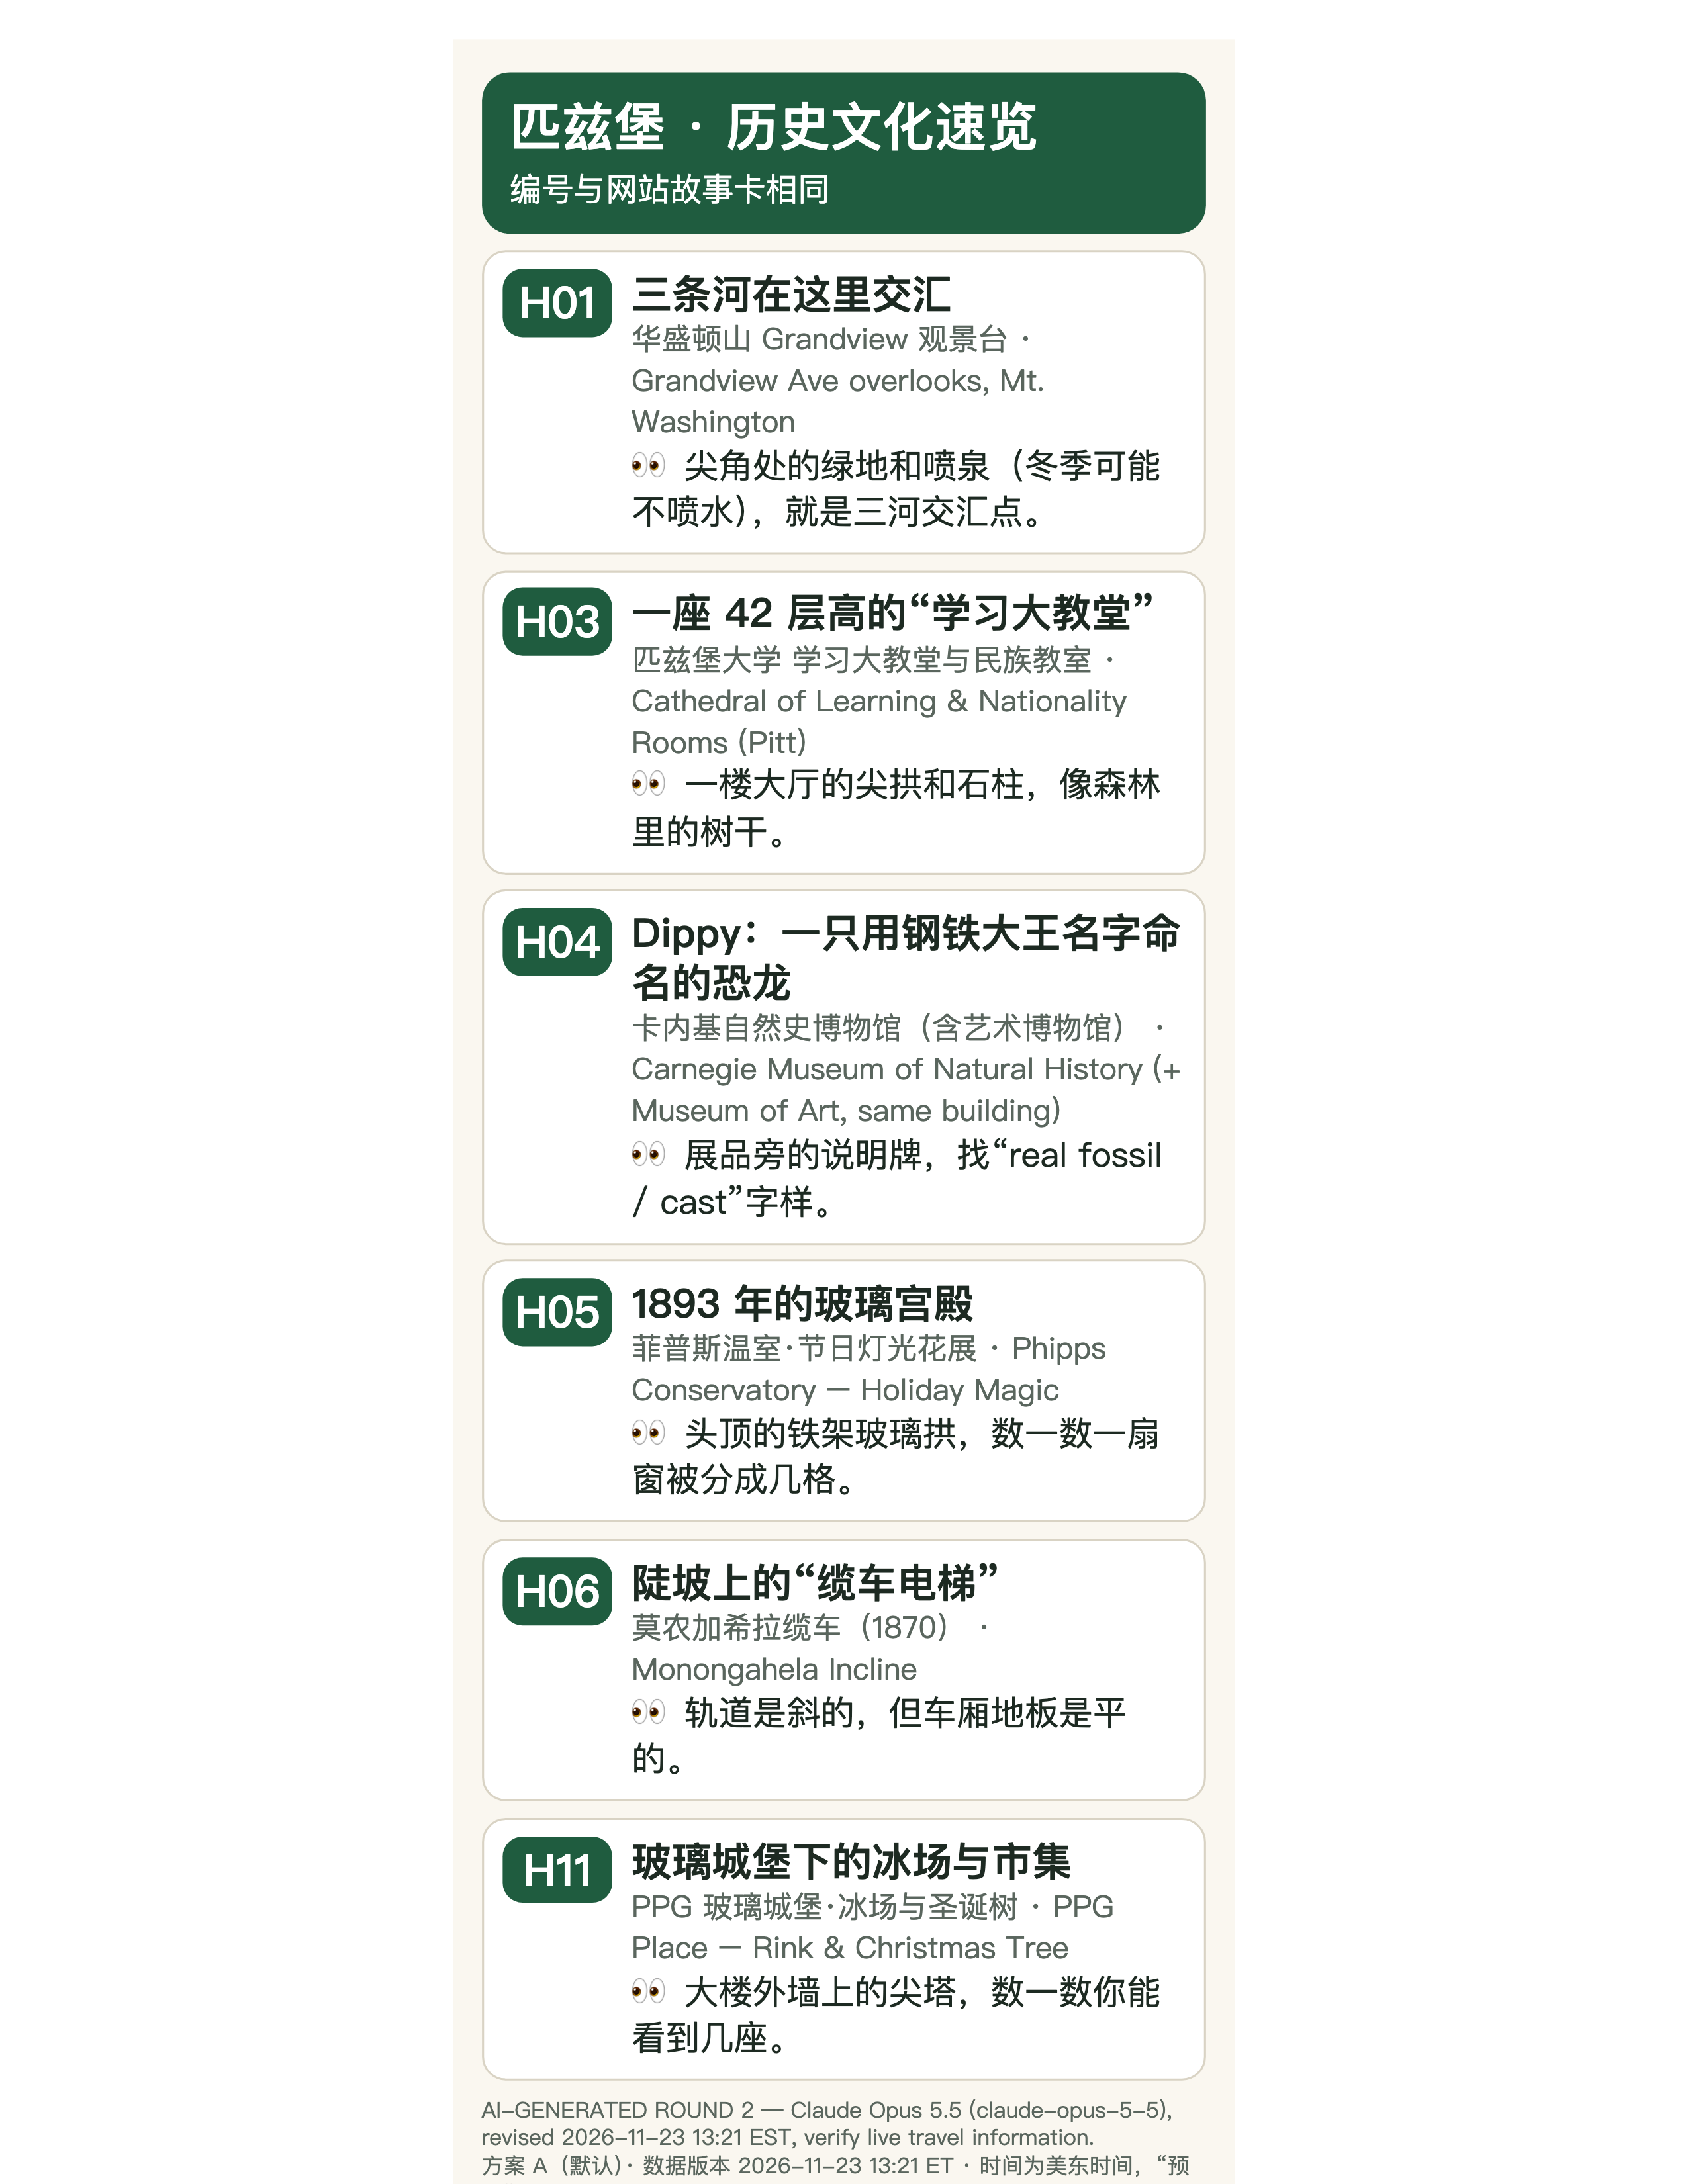 匹兹堡 · 历史文化速览
编号与网站故事卡相同
H01
三条河在这里交汇
华盛顿山 Grandview 观景台 ·
Grandview Ave overlooks, Mt.
Washington
👀 尖角处的绿地和喷泉（冬季可能
不喷水），就是三河交汇点。
H03
一座 42 层高的“学习大教堂”
匹兹堡大学 学习大教堂与民族教室 ·
Cathedral of Learning & Nationality
Rooms (Pitt)
👀 一楼大厅的尖拱和石柱，像森林
里的树干。
H04
Dippy：一只用钢铁大王名字命
名的恐龙
卡内基自然史博物馆（含艺术博物馆） ·
Carnegie Museum of Natural History (+
Museum of Art, same building)
👀 展品旁的说明牌，找“real fossil
/ cast”字样。
H05
1893 年的玻璃宫殿
菲普斯温室·节日灯光花展 · Phipps
Conservatory — Holiday Magic
👀 头顶的铁架玻璃拱，数一数一扇
窗被分成几格。
H06
陡坡上的“缆车电梯”
莫农加希拉缆车（1870） ·
Monongahela Incline
👀 轨道是斜的，但车厢地板是平
的。
H11
玻璃城堡下的冰场与市集
PPG 玻璃城堡·冰场与圣诞树 · PPG
Place — Rink & Christmas Tree
👀 大楼外墙上的尖塔，数一数你能
看到几座。
AI-GENERATED ROUND 2 — Claude Opus 5.5 (claude-opus-5-5),
revised 2026-11-23 13:21 EST, verify live travel information.
方案 A（默认）· 数据版本 2026-11-23 13:21 ET · 时间为美东时间，“预